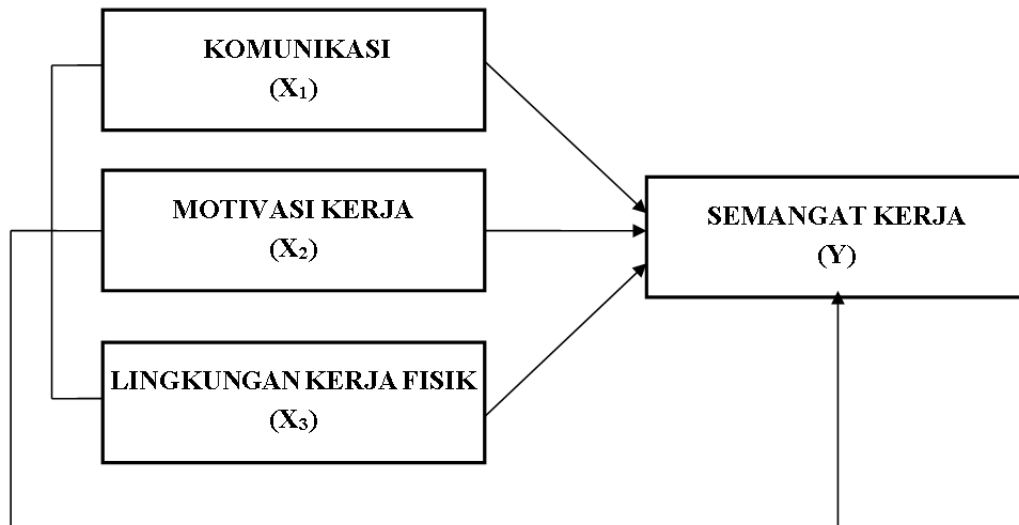 KOMUNIKASI
(X₁)
MOTIVASI KERJA
(X₂)
LINGKUNGAN KERJA FISIK
(X₃)
SEMANGAT KERJA
(Y)